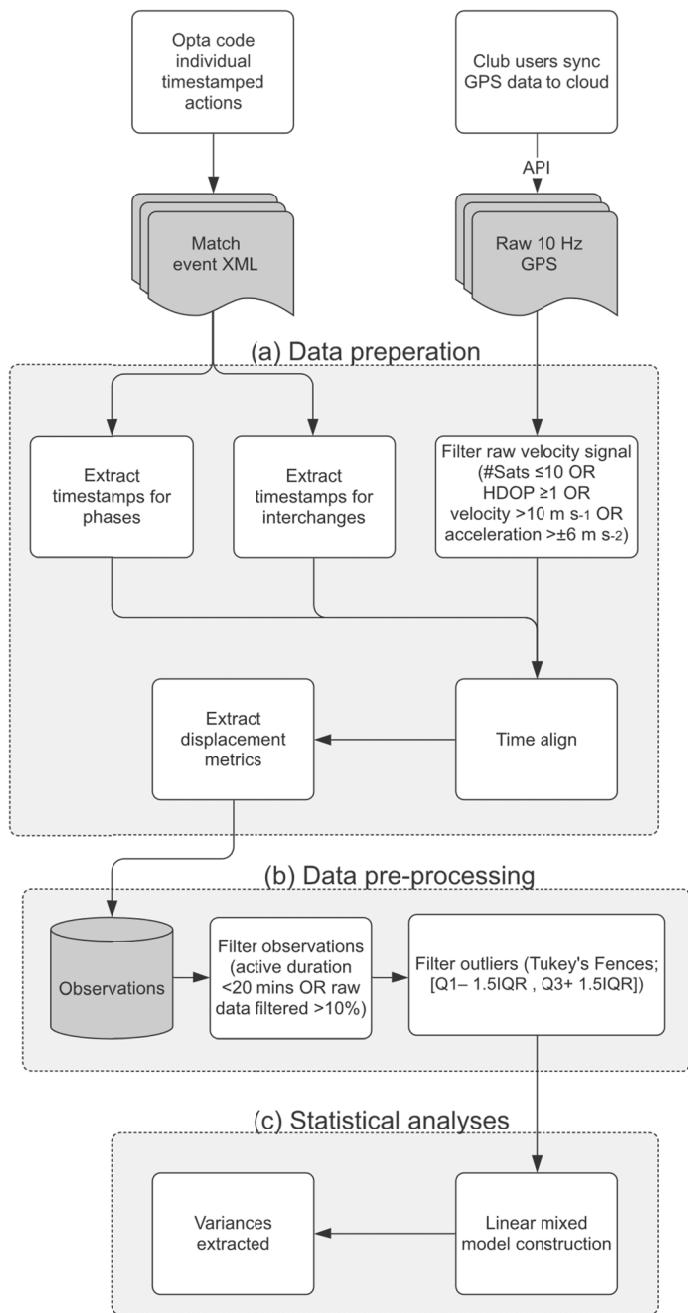 Opta code
individual
timestamped
actions
Club users sync
GPS data to cloud
API
Match
event XML
Raw 10 Hz
GPS
(a) Data preperation
Extract
timestamps for
phases
Extract
timestamps for
interchanges
Filter raw velocity signal
(#Sats ≤10 OR
HDOP ≥1 OR
velocity >10 m s-1 OR
acceleration >±6 m s-2)
Extract
displacement
metrics
Time align
(b) Data pre-processing
Observations
Filter observations
(active duration
<20 mins OR raw
data filtered >10%)
Filter outliers (Tukey's Fences;
[Q1– 1.5IQR , Q3+ 1.5IQR])
(c) Statistical analyses
Variances
extracted
Linear mixed
model construction